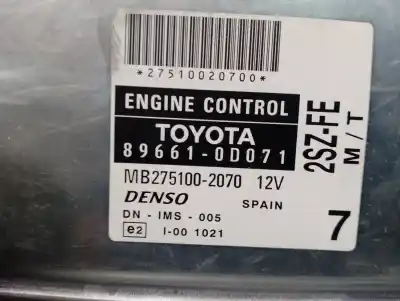 *27510020700*
ENGINE CONTROL
TOYOTA
89661-0D071
MB275100-2070 12V
DENSO SPAIN
DN - IMS - 005
e2 I-00 1021
2SZ-FE
M/T
7